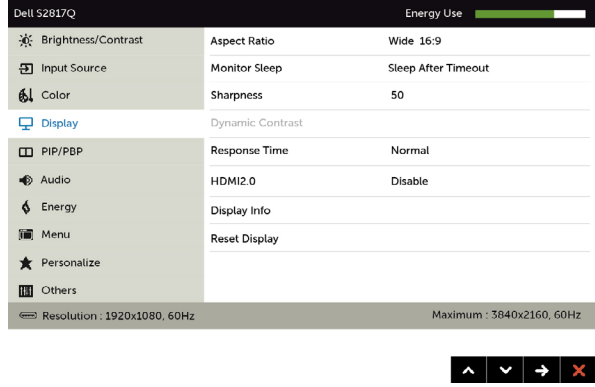 Dell S2817Q Energy Use
Brightness/Contrast Aspect Ratio Wide 16:9
Input Source Monitor Sleep Sleep After Timeout
Color Sharpness 50
Display Dynamic Contrast
PIP/PBP Response Time Normal
Audio HDMI2.0 Disable
Energy Display Info
Menu Reset Display
Personalize
Others
Resolution : 1920x1080, 60Hz Maximum : 3840x2160, 60Hz